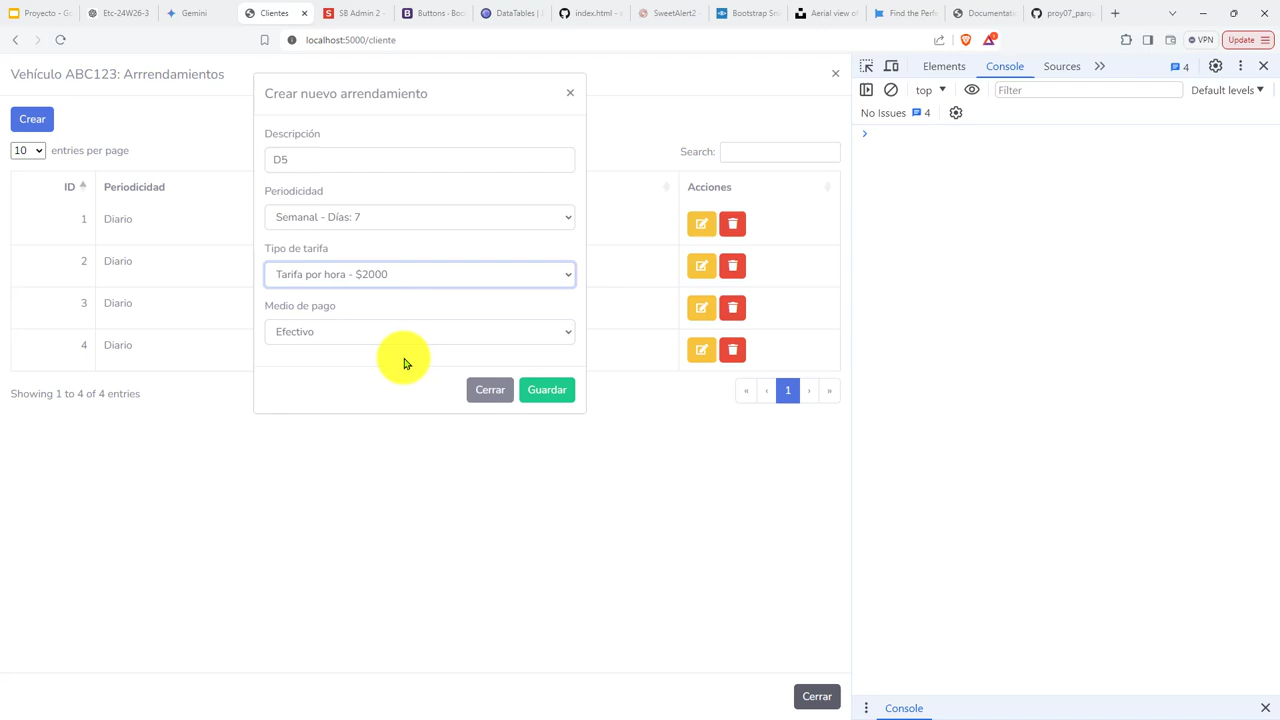 Proyecto - G
Etc-24W26-3
Gemini
Clientes
SB Admin 2
Buttons - Boo
DataTables |
index.html - s
SweetAlert2
Bootstrap Sni
Aerial view of
Find the Perfe
Documentati
proy07_parqu
localhost:5000/cliente
VPN
Update
Vehículo ABC123: Arrrendamientos
Crear
10 entries per page
Search:
ID Periodicidad Acciones
1 Diario
2 Diario
3 Diario
4 Diario
Showing 1 to 4 of 4 entries
« ‹ 1 › »
Cerrar
Crear nuevo arrendamiento
Descripción
D5
Periodicidad
Semanal - Días: 7
Tipo de tarifa
Tarifa por hora - $2000
Medio de pago
Efectivo
Cerrar Guardar
Elements Console Sources 4
top Filter Default levels
No Issues 4
Console